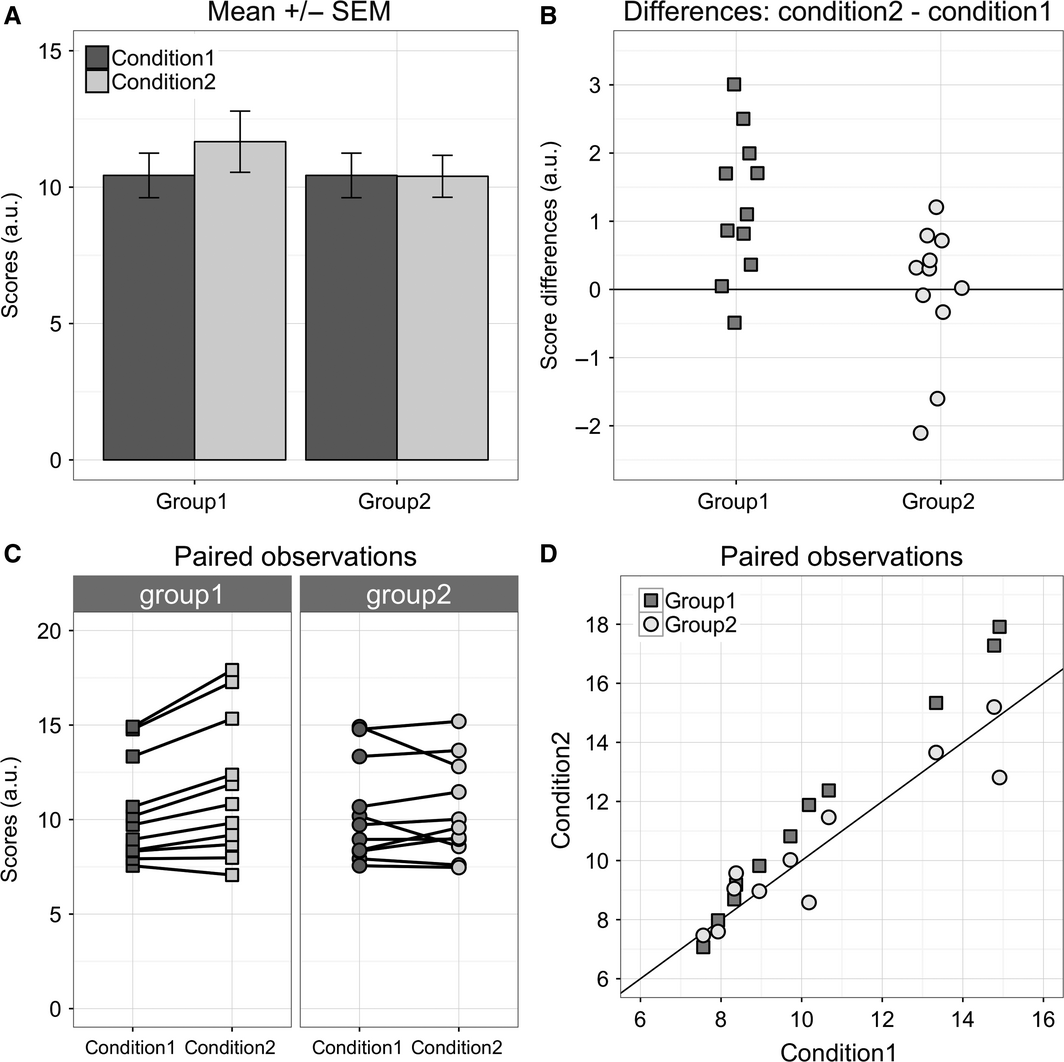 A
Mean +/– SEM
15
10
5
0
Scores (a.u.)
Condition1
Condition2
Group1
Group2
B
Differences: condition2 - condition1
3
2
1
0
–1
–2
Score differences (a.u.)
Group1
Group2
C
Paired observations
group1
group2
20
15
10
5
0
Scores (a.u.)
Condition1
Condition2
Condition1
Condition2
D
Paired observations
Group1
Group2
18
16
14
12
10
8
6
Condition2
6
8
10
12
14
16
Condition1